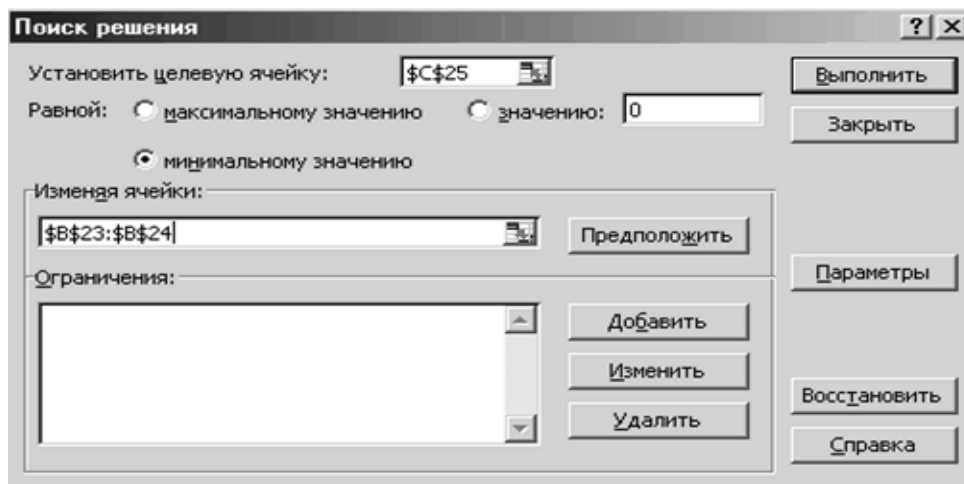 Поиск решения
Установить целевую ячейку: $C$25
Выполнить
Равной: максимальному значению значению: 0
Закрыть
минимальному значению
Изменяя ячейки:
$B$23:$B$24
Предположить
Ограничения:
Параметры
Добавить
Изменить
Восстановить
Удалить
Справка